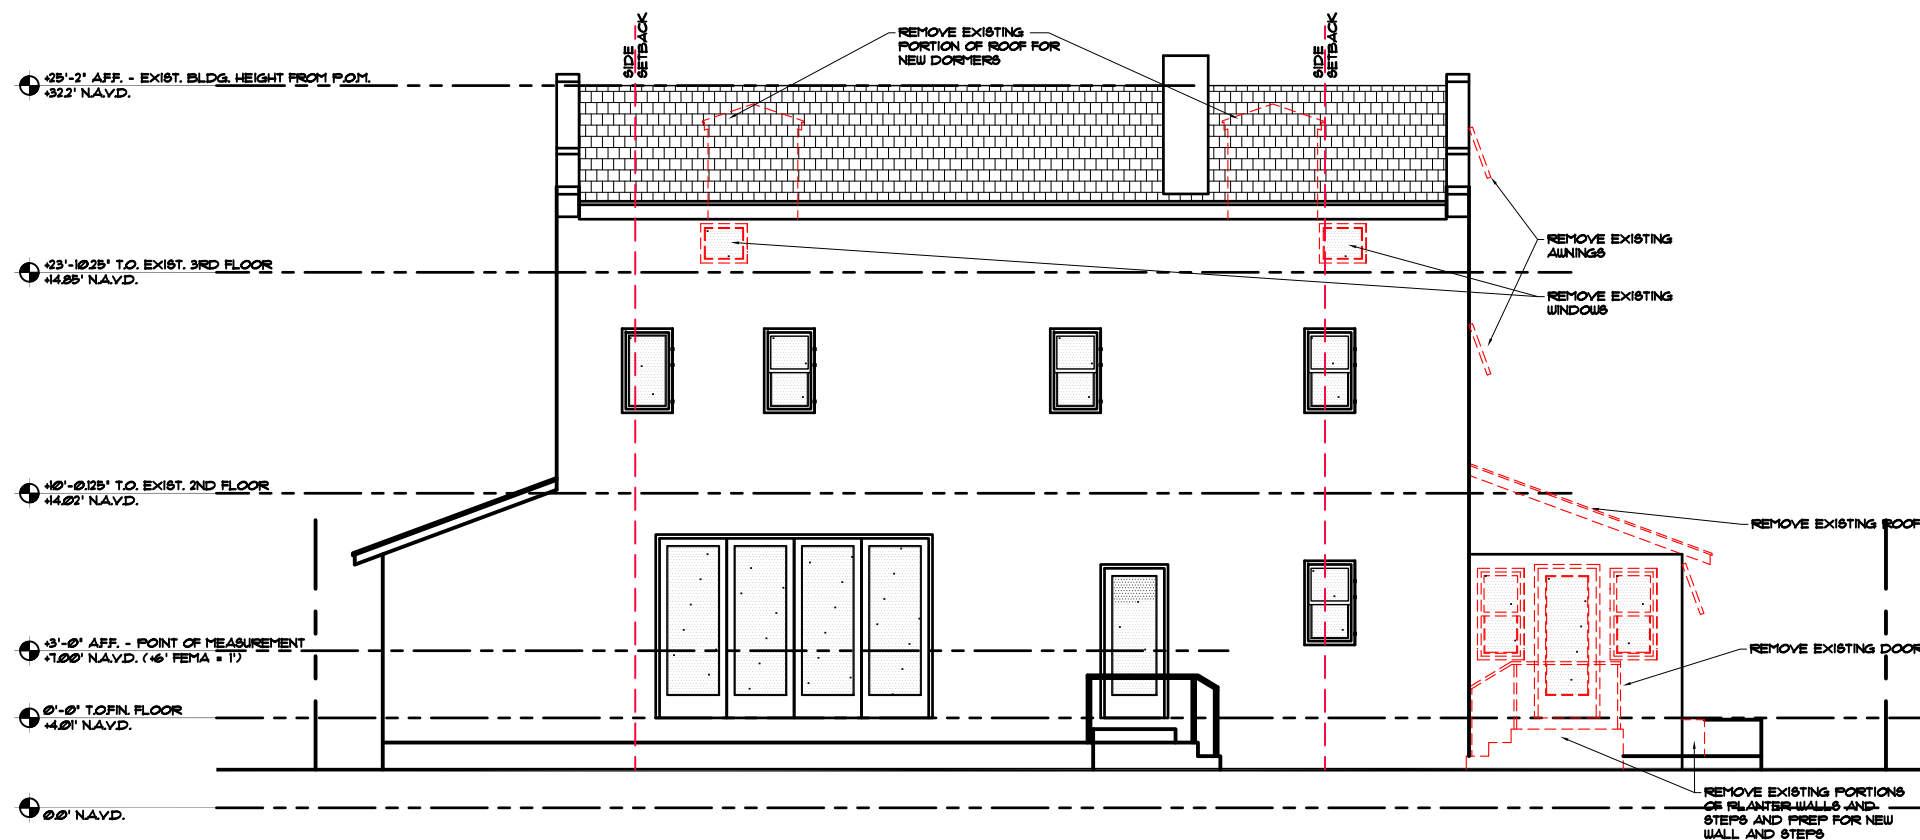 SIDE
SETBACK
REMOVE EXISTING
PORTION OF ROOF FOR
NEW DORMERS
SIDE
SETBACK
+25'-2" A.F.F. - EXIST. BLDG. HEIGHT FROM P.O.M.
+32.2' N.A.V.D.
REMOVE EXISTING
AWNINGS
+23'-10.25" T.O. EXIST. 3RD FLOOR
+14.85' N.A.V.D.
REMOVE EXISTING
WINDOWS
+10'-0.125" T.O. EXIST. 2ND FLOOR
+14.02' N.A.V.D.
REMOVE EXISTING ROOF
+3'-0" A.F.F. - POINT OF MEASUREMENT
+7.00' N.A.V.D. (+6' FEMA = 1')
REMOVE EXISTING DOOR
0'-0" T.O.FIN. FLOOR
+4.01' N.A.V.D.
REMOVE EXISTING PORTIONS
OF PLANTER WALLS AND
STEPS AND PREP FOR NEW
WALL AND STEPS
0.0' N.A.V.D.